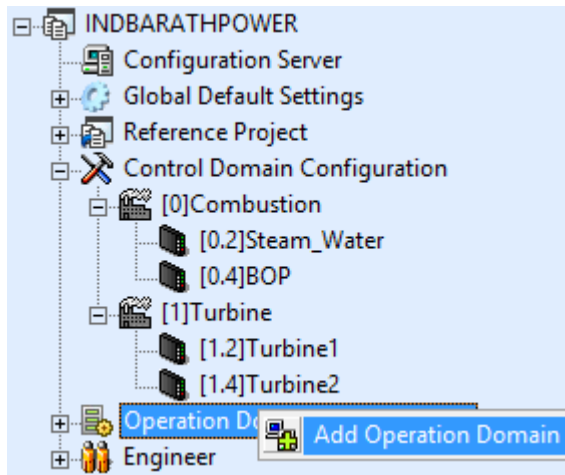 INDBARATHPOWER
Configuration Server
Global Default Settings
Reference Project
Control Domain Configuration
[0]Combustion
[0.2]Steam_Water
[0.4]BOP
[1]Turbine
[1.2]Turbine1
[1.4]Turbine2
Operation Add Operation Domain
Engineer